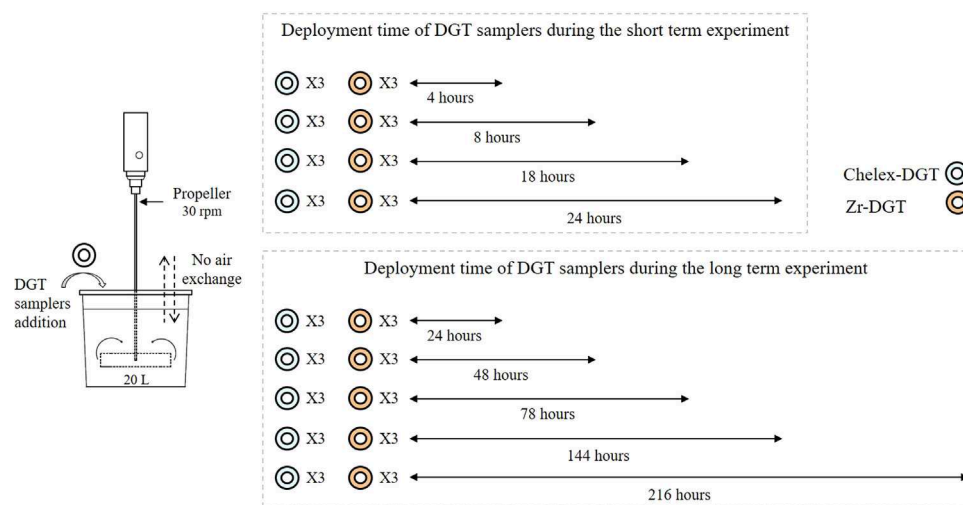 Deployment time of DGT samplers during the short term experiment
X3 X3
4 hours
X3 X3
8 hours
X3 X3
18 hours
X3 X3
24 hours
Chelex-DGT
Zr-DGT
Propeller
30 rpm
No air
exchange
DGT
samplers
addition
20 L
Deployment time of DGT samplers during the long term experiment
X3 X3
24 hours
X3 X3
48 hours
X3 X3
78 hours
X3 X3
144 hours
X3 X3
216 hours